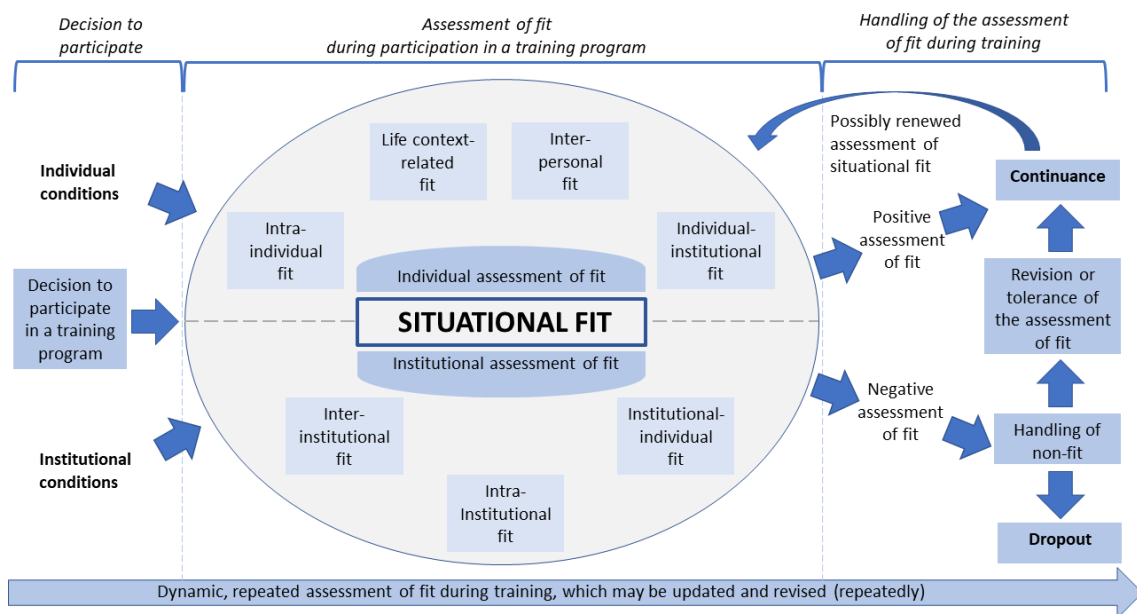 Decision to
participate
Assessment of fit
during participation in a training program
Handling of the assessment
of fit during training
Individual
conditions
Decision to
participate
in a training
program
Institutional
conditions
Life context-
related
fit
Inter-
personal
fit
Intra-
individual
fit
Individual-
institutional
fit
Individual assessment of fit
SITUATIONAL FIT
Institutional assessment of fit
Inter-
institutional
fit
Institutional-
individual
fit
Intra-
Institutional
fit
Possibly renewed
assessment of
situational fit
Positive
assessment
of fit
Negative
assessment
of fit
Continuance
Revision or
tolerance of
the assessment
of fit
Handling of
non-fit
Dropout
Dynamic, repeated assessment of fit during training, which may be updated and revised (repeatedly)